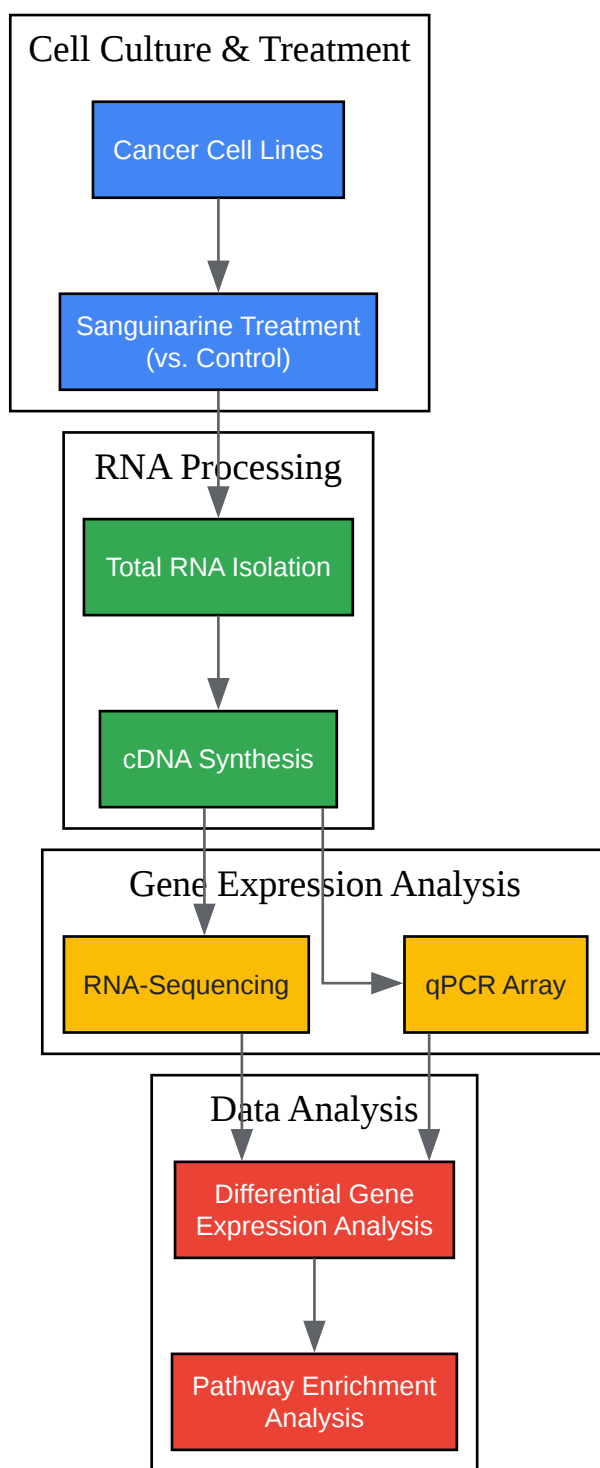 Cell Culture & Treatment
Cancer Cell Lines
Sanguinarine Treatment
(vs. Control)
RNA Processing
Total RNA Isolation
cDNA Synthesis
Gene Expression Analysis
RNA-Sequencing
qPCR Array
Data Analysis
Differential Gene
Expression Analysis
Pathway Enrichment
Analysis